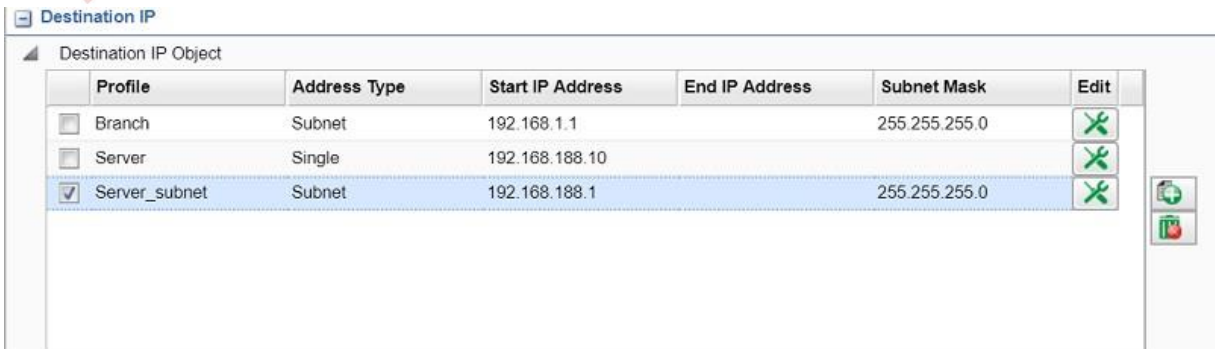 Destination IP
Destination IP Object
Profile Address Type Start IP Address End IP Address Subnet Mask Edit
Branch Subnet 192.168.1.1 255.255.255.0
Server Single 192.168.188.10
Server_subnet Subnet 192.168.188.1 255.255.255.0